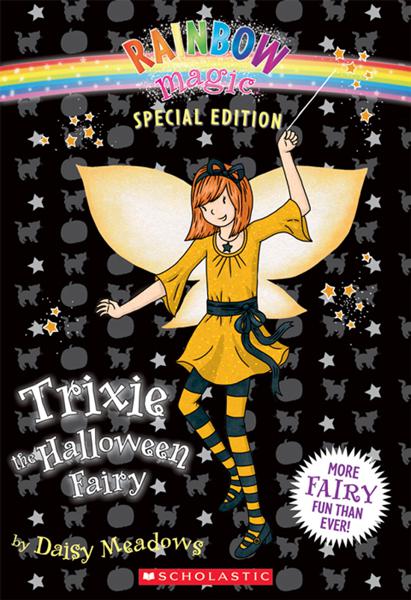 RAINBOW
magic
SPECIAL EDITION
Trixie
the Halloween
Fairy
by Daisy Meadows
MORE
FAIRY
FUN THAN
EVER!
SCHOLASTIC